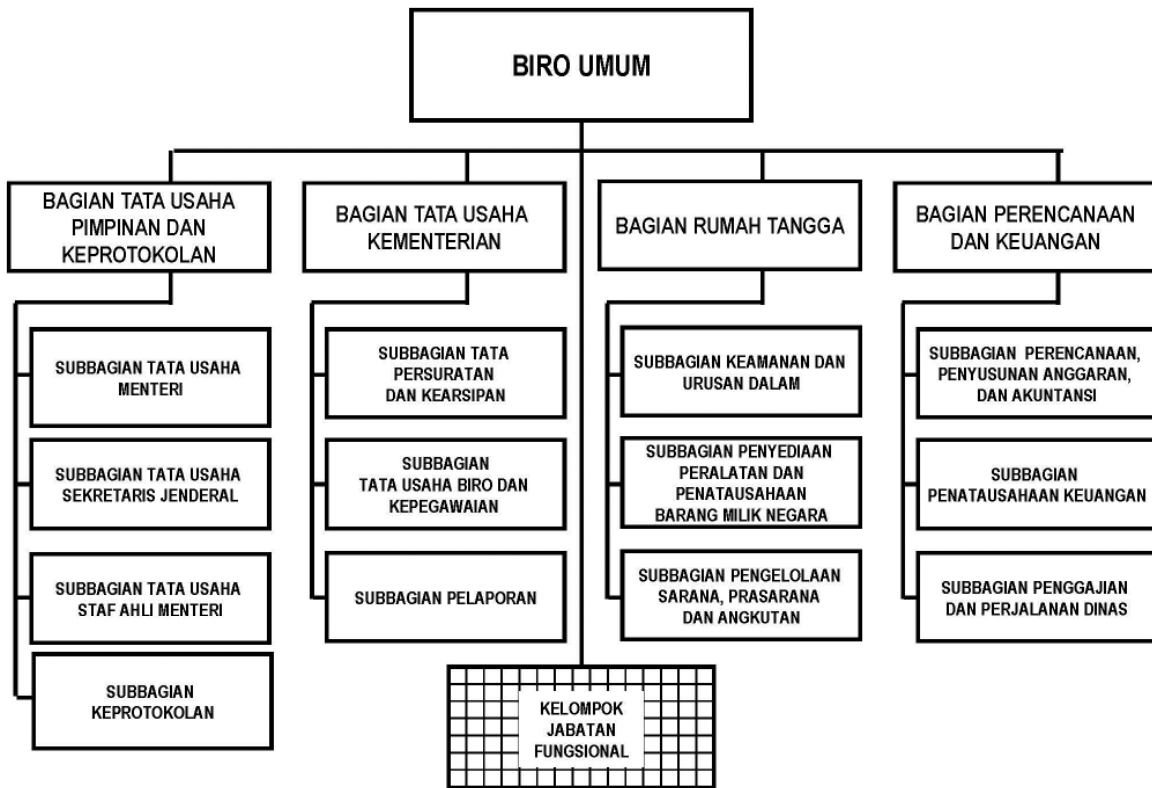 BIRO UMUM
BAGIAN TATA USAHA
PIMPINAN DAN
KEPROTOKOLAN
BAGIAN TATA USAHA
KEMENTERIAN
BAGIAN RUMAH TANGGA
BAGIAN PERENCANAAN
DAN KEUANGAN
SUBBAGIAN TATA USAHA
MENTERI
SUBBAGIAN TATA USAHA
SEKRETARIS JENDERAL
SUBBAGIAN TATA USAHA
STAF AHLI MENTERI
SUBBAGIAN
KEPROTOKOLAN
SUBBAGIAN TATA
PERSURATAN
DAN KEARSIPAN
SUBBAGIAN
TATA USAHA BIRO DAN
KEPEGAWAIAN
SUBBAGIAN PELAPORAN
SUBBAGIAN KEAMANAN DAN
URUSAN DALAM
SUBBAGIAN PENYEDIAAN
PERALATAN DAN
PENATAUSAHAAN
BARANG MILIK NEGARA
SUBBAGIAN PENGELOLAAN
SARANA, PRASARANA
DAN ANGKUTAN
SUBBAGIAN PERENCANAAN,
PENYUSUNAN ANGGARAN,
DAN AKUNTANSI
SUBBAGIAN
PENATAUSAHAAN KEUANGAN
SUBBAGIAN PENGGAJIAN
DAN PERJALANAN DINAS
KELOMPOK
JABATAN
FUNGSIONAL